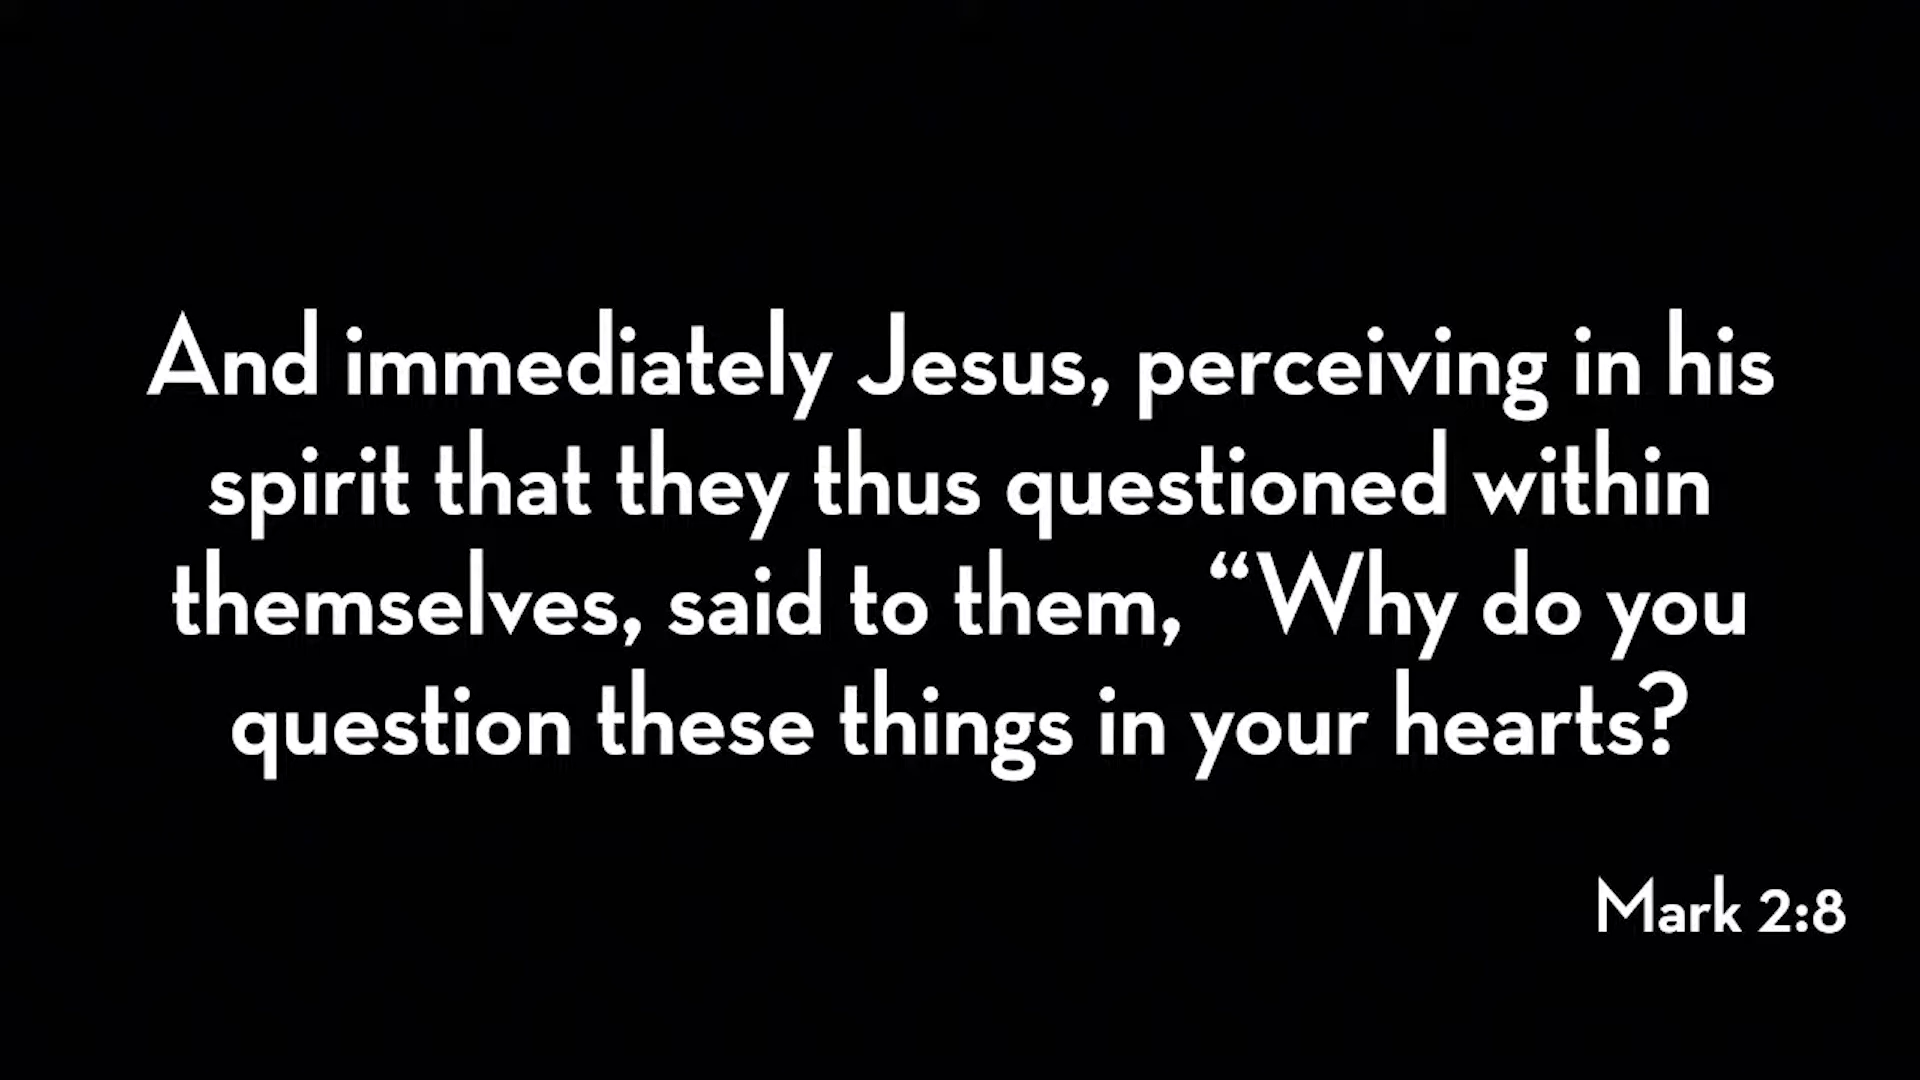 And immediately Jesus, perceiving in his
spirit that they thus questioned within
themselves, said to them, “Why do you
question these things in your hearts?
Mark 2:8